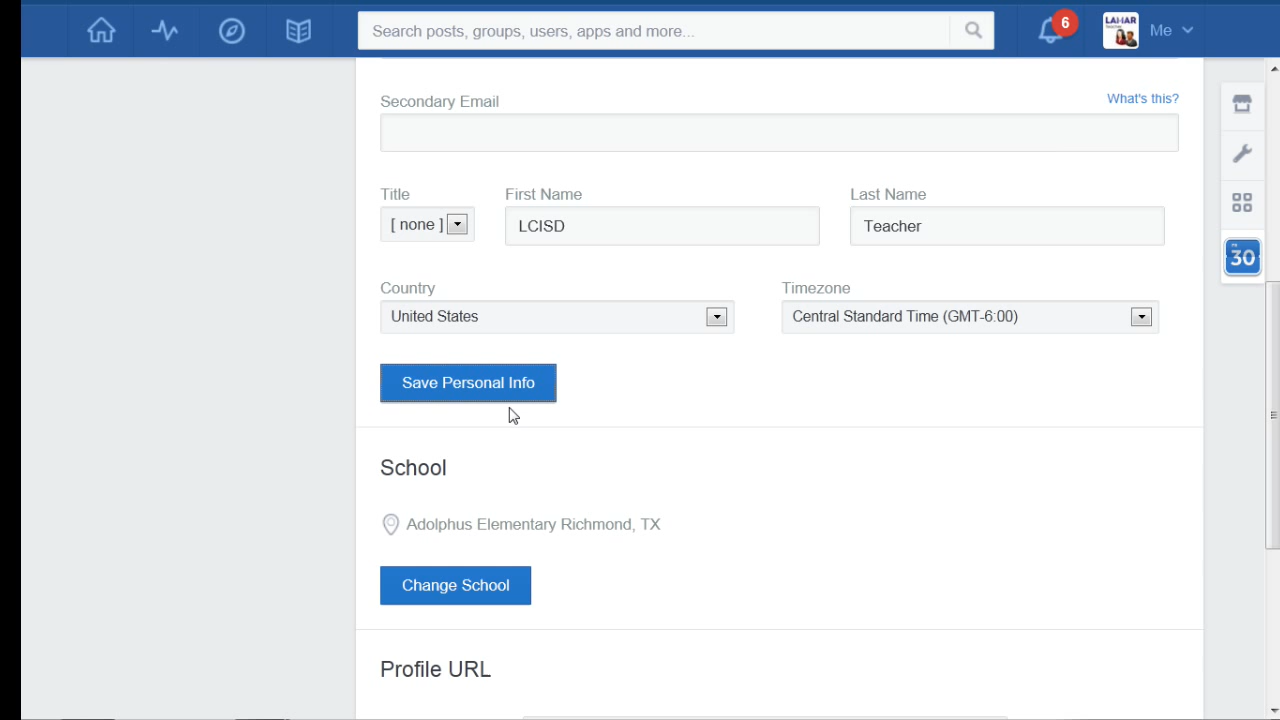 Search posts, groups, users, apps and more...
6
Me
Secondary Email
What's this?
Title
First Name
Last Name
[ none ]
LCISD
Teacher
Country
Timezone
United States
Central Standard Time (GMT-6:00)
30
Save Personal Info
School
Adolphus Elementary Richmond, TX
Change School
Profile URL